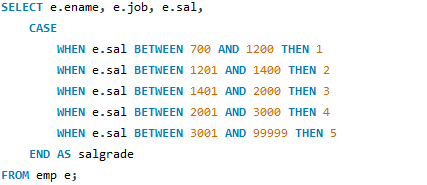 SELECT e.ename, e.job, e.sal,
CASE
WHEN e.sal BETWEEN 700 AND 1200 THEN 1
WHEN e.sal BETWEEN 1201 AND 1400 THEN 2
WHEN e.sal BETWEEN 1401 AND 2000 THEN 3
WHEN e.sal BETWEEN 2001 AND 3000 THEN 4
WHEN e.sal BETWEEN 3001 AND 99999 THEN 5
END AS salgrade
FROM emp e;